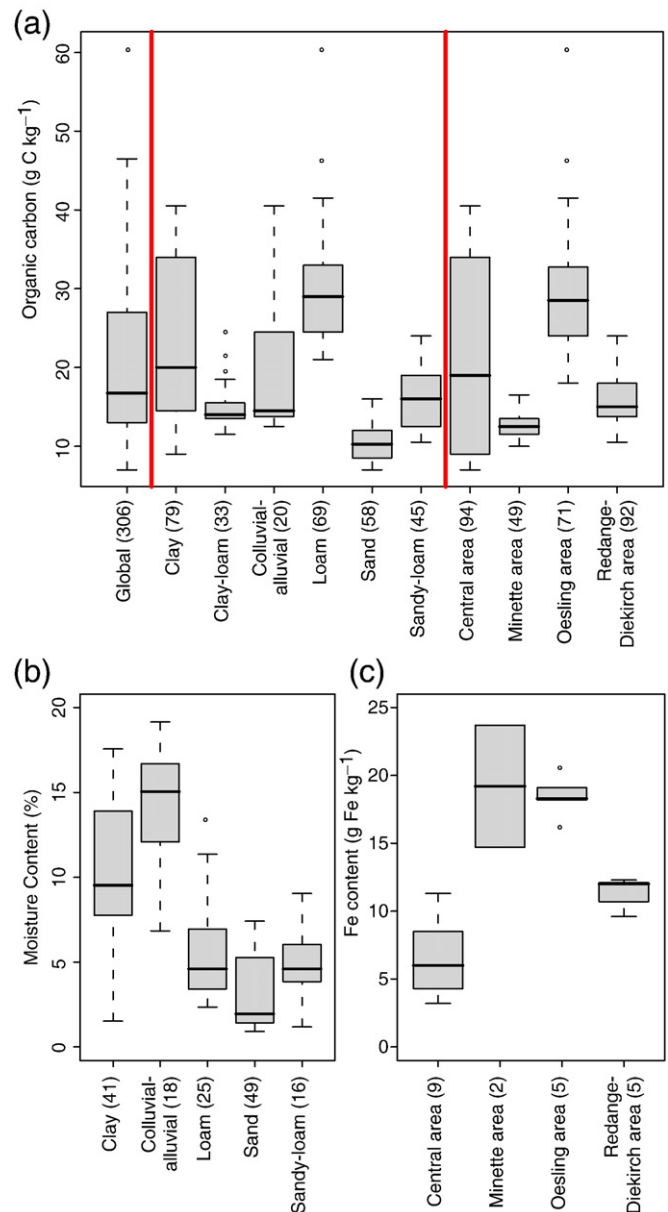 (a)
Organic carbon (g C kg−1)
60
50
40
30
20
10
Global (306)
Clay (79)
Clay-loam (33)
Colluvial-
alluvial (20)
Loam (69)
Sand (58)
Sandy-loam (45)
Central area (94)
Minette area (49)
Oesling area (71)
Redange-
Diekirch area (92)
(b)
Moisture Content (%)
20
15
10
5
0
Clay (41)
Colluvial-
alluvial (18)
Loam (25)
Sand (49)
Sandy-loam (16)
(c)
Fe content (g Fe kg−1)
25
20
15
10
5
0
Central area (9)
Minette area (2)
Oesling area (5)
Redange-
Diekirch area (5)